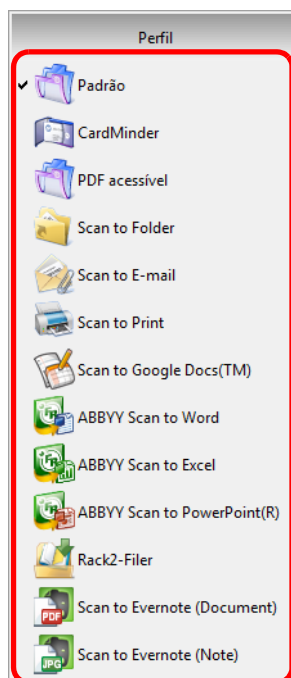 Perfil
Padrão
CardMinder
PDF acessível
Scan to Folder
Scan to E-mail
Scan to Print
Scan to Google Docs(TM)
ABBYY Scan to Word
ABBYY Scan to Excel
ABBYY Scan to PowerPoint(R)
Rack2-Filer
PDF
Scan to Evernote (Document)
JPG
Scan to Evernote (Note)